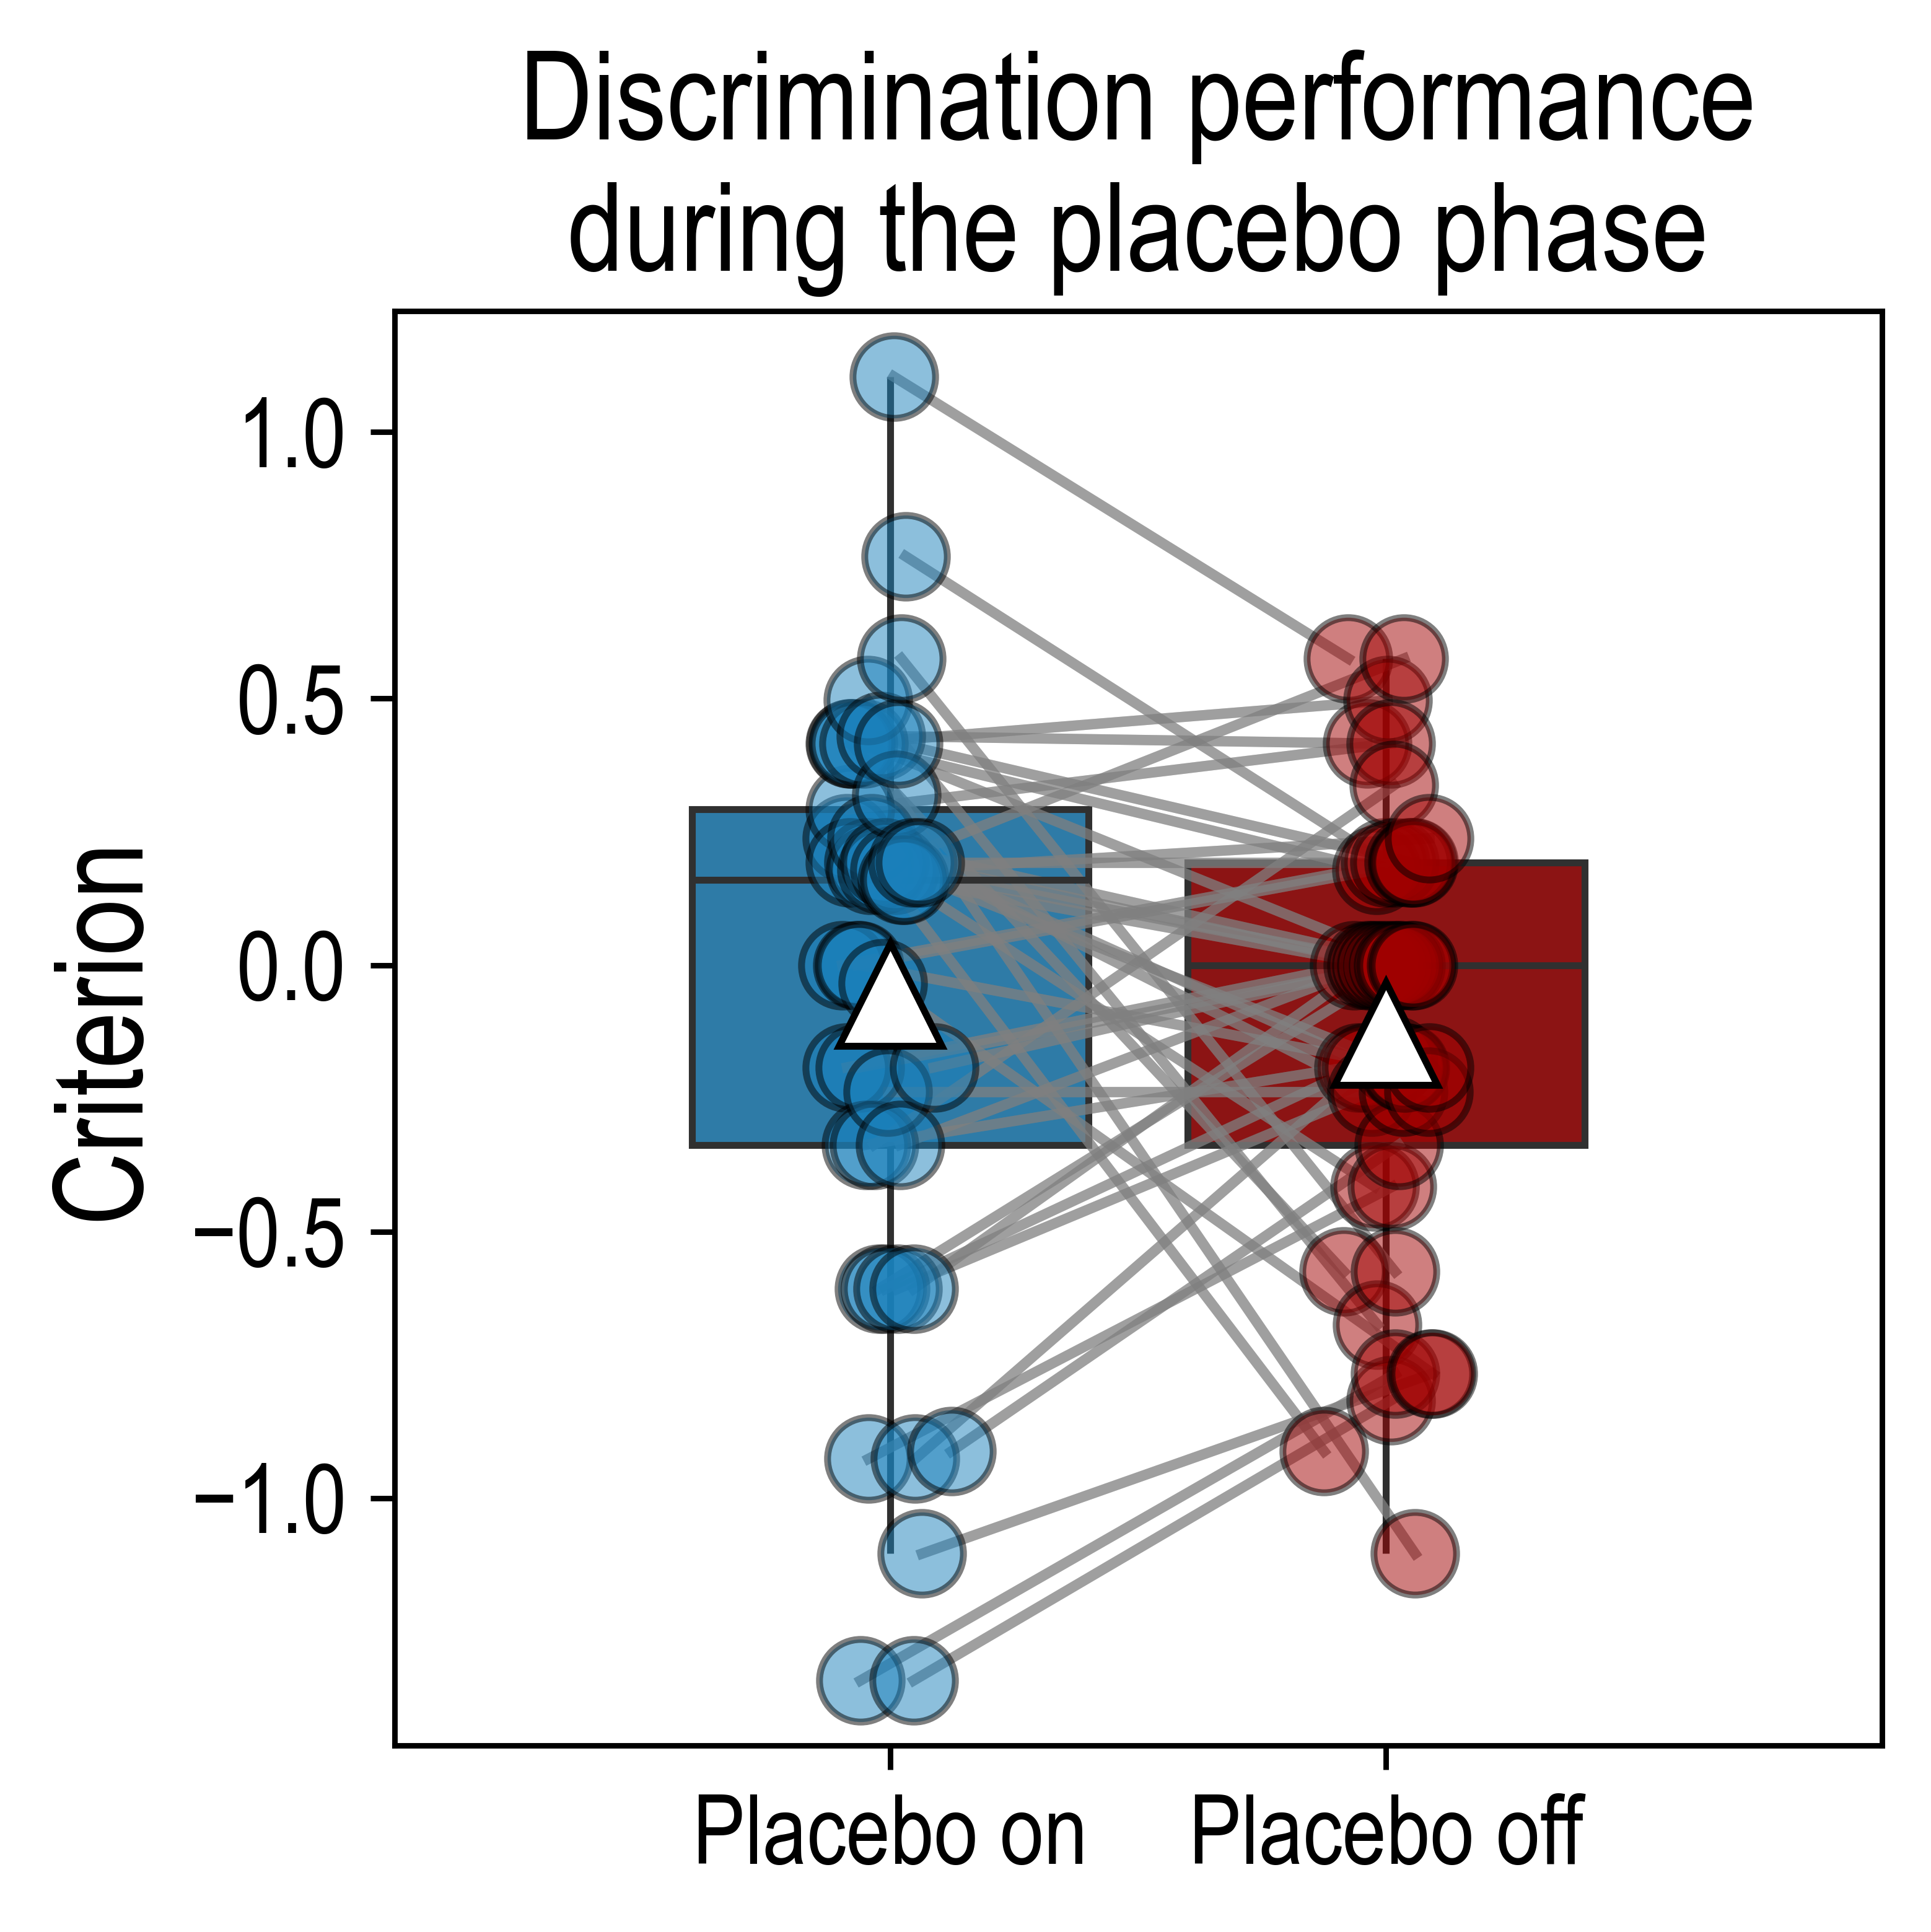 Discrimination performance
during the placebo phase
Criterion
1.0
0.5
0.0
−0.5
−1.0
Placebo on
Placebo off